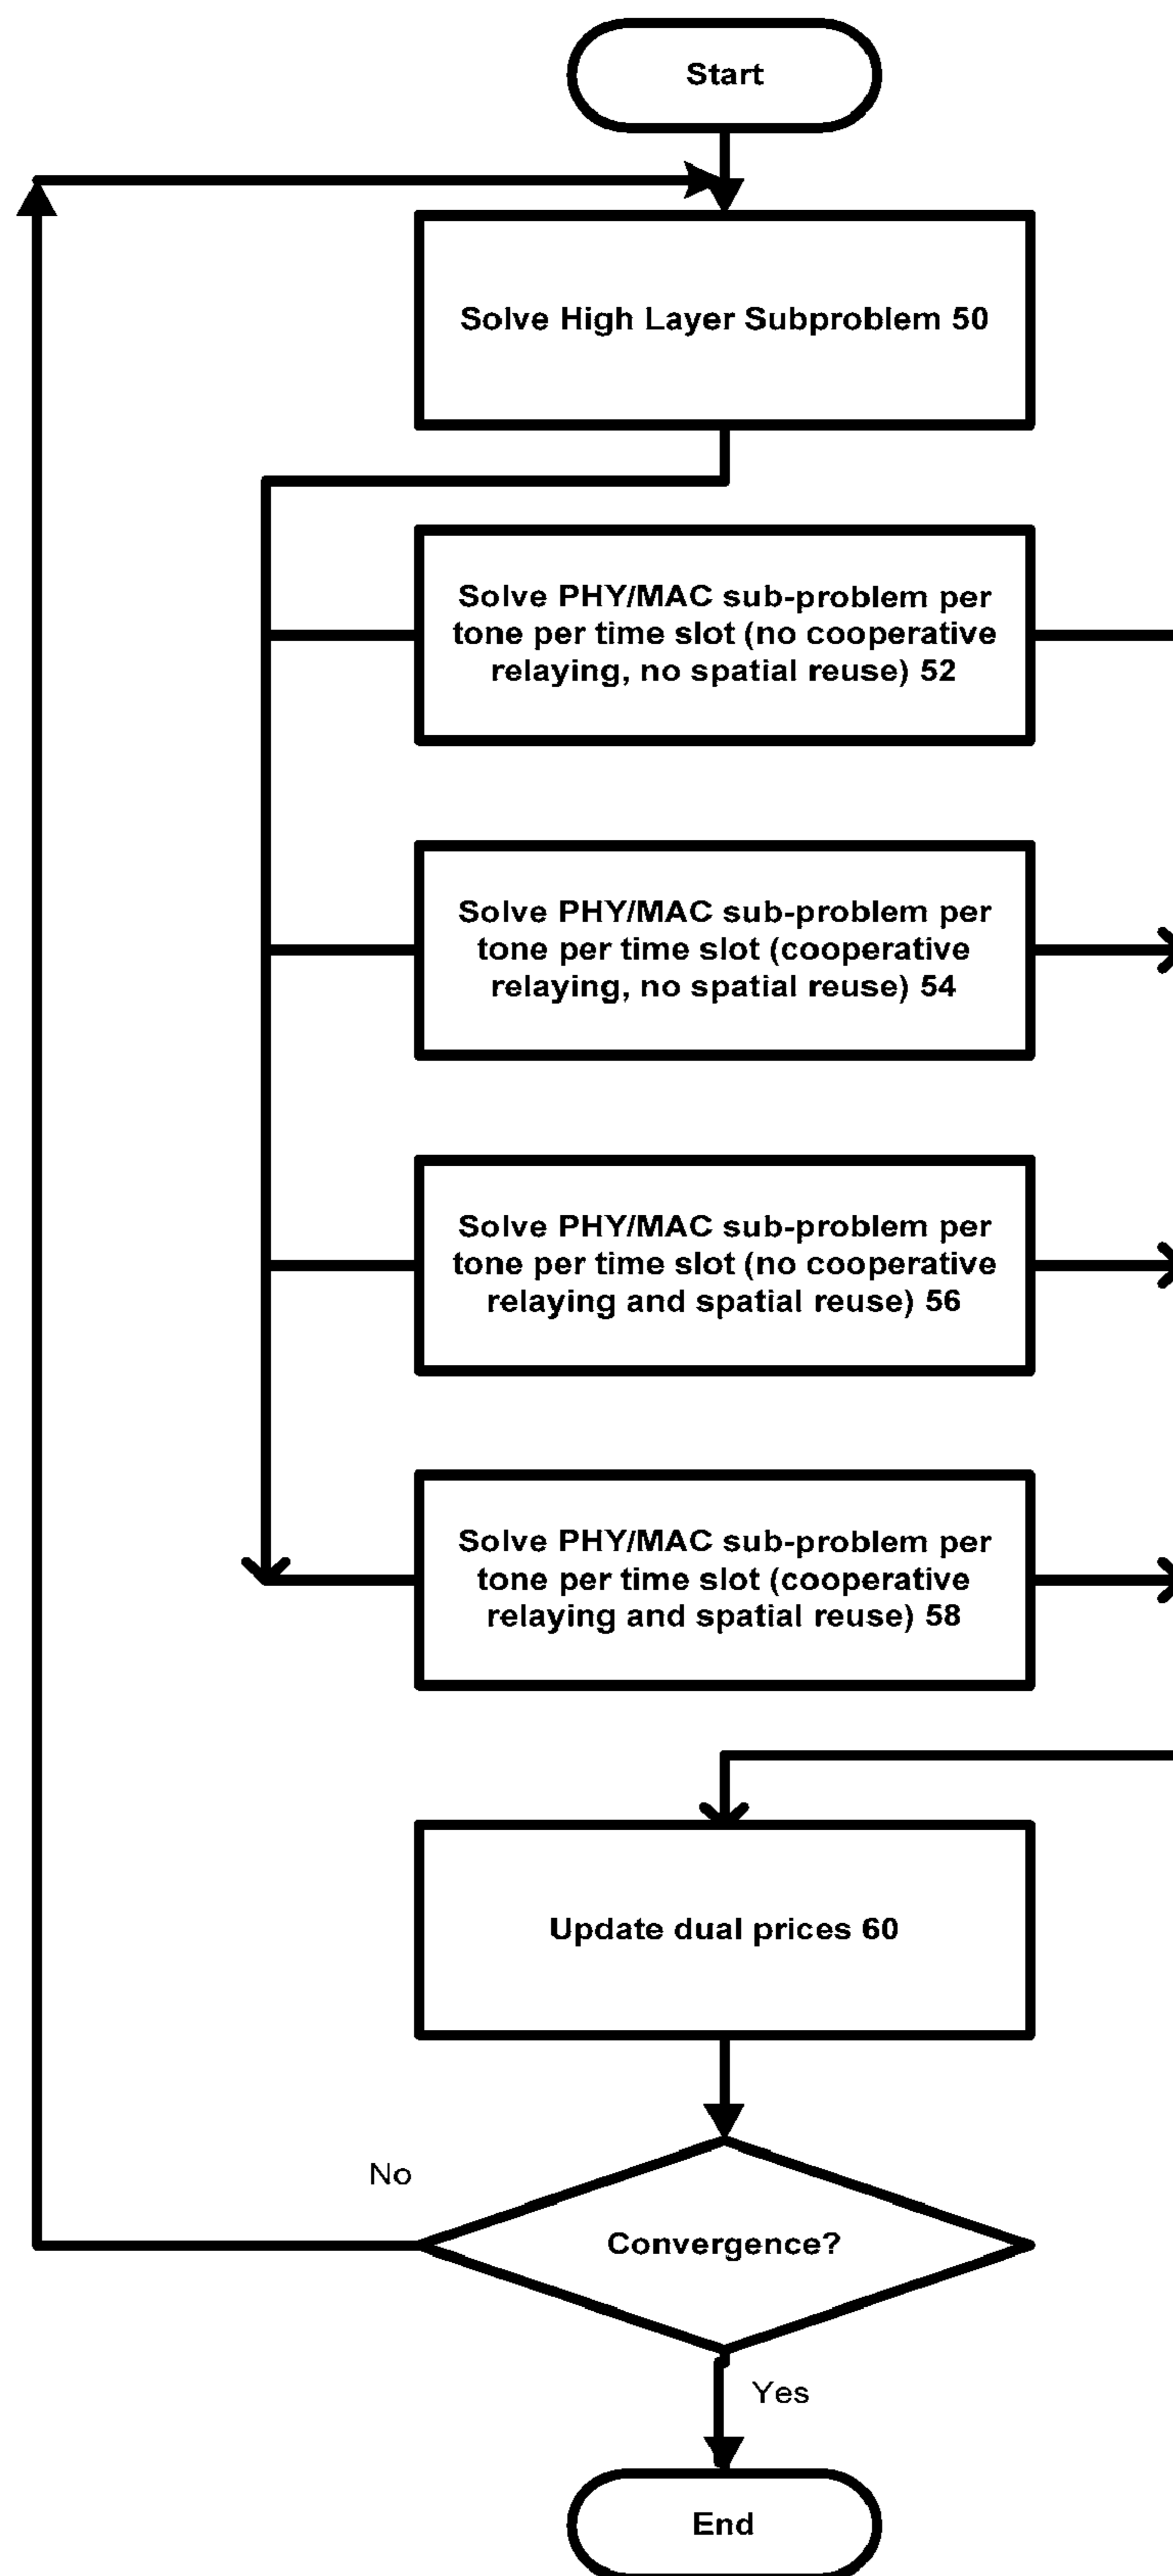 Start
Solve High Layer Subproblem 50
Solve PHY/MAC sub-problem per
tone per time slot (no cooperative
relaying, no spatial reuse) 52
Solve PHY/MAC sub-problem per
tone per time slot (cooperative
relaying, no spatial reuse) 54
Solve PHY/MAC sub-problem per
tone per time slot (no cooperative
relaying and spatial reuse) 56
Solve PHY/MAC sub-problem per
tone per time slot (cooperative
relaying and spatial reuse) 58
Update dual prices 60
No
Convergence?
Yes
End